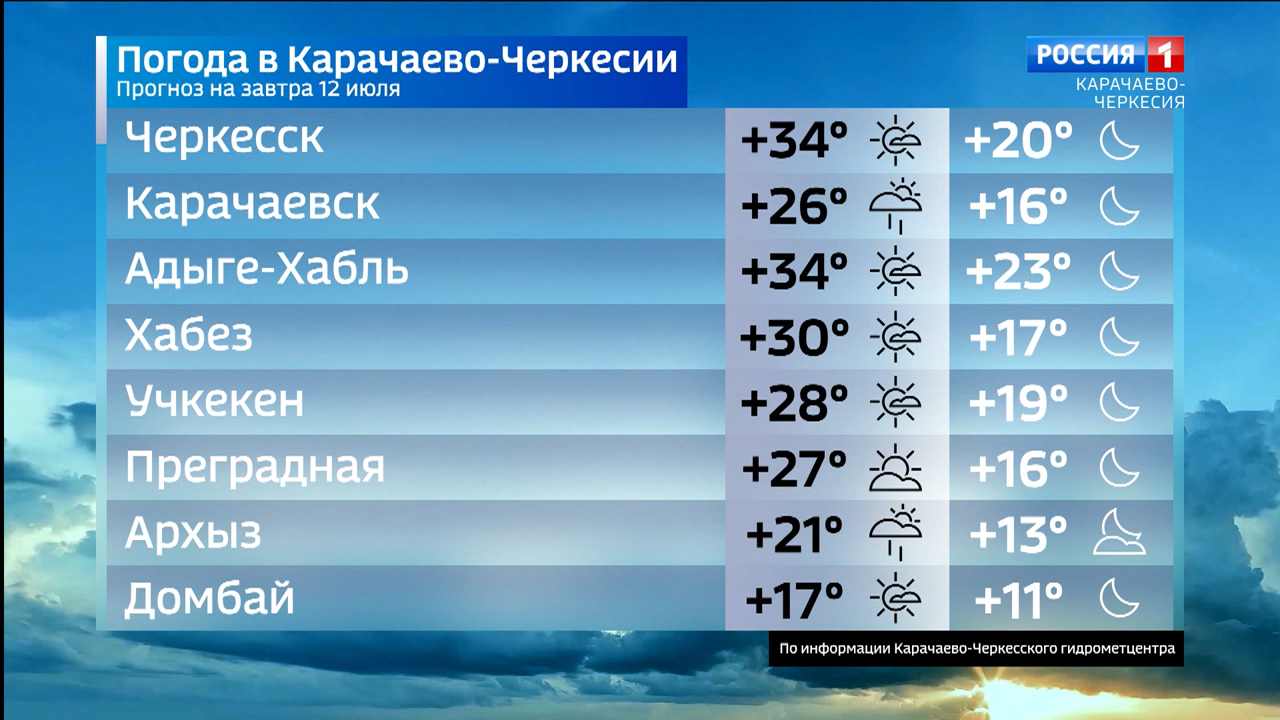 Погода в Карачаево-Черкесии
Прогноз на завтра 12 июля
РОССИЯ 1
КАРАЧАЕВО-
ЧЕРКЕСИЯ
Черкесск +34° +20°
Карачаевск +26° +16°
Адыге-Хабль +34° +23°
Хабез +30° +17°
Учкекен +28° +19°
Преградная +27° +16°
Архыз +21° +13°
Домбай +17° +11°
По информации Карачаево-Черкесского гидрометцентра